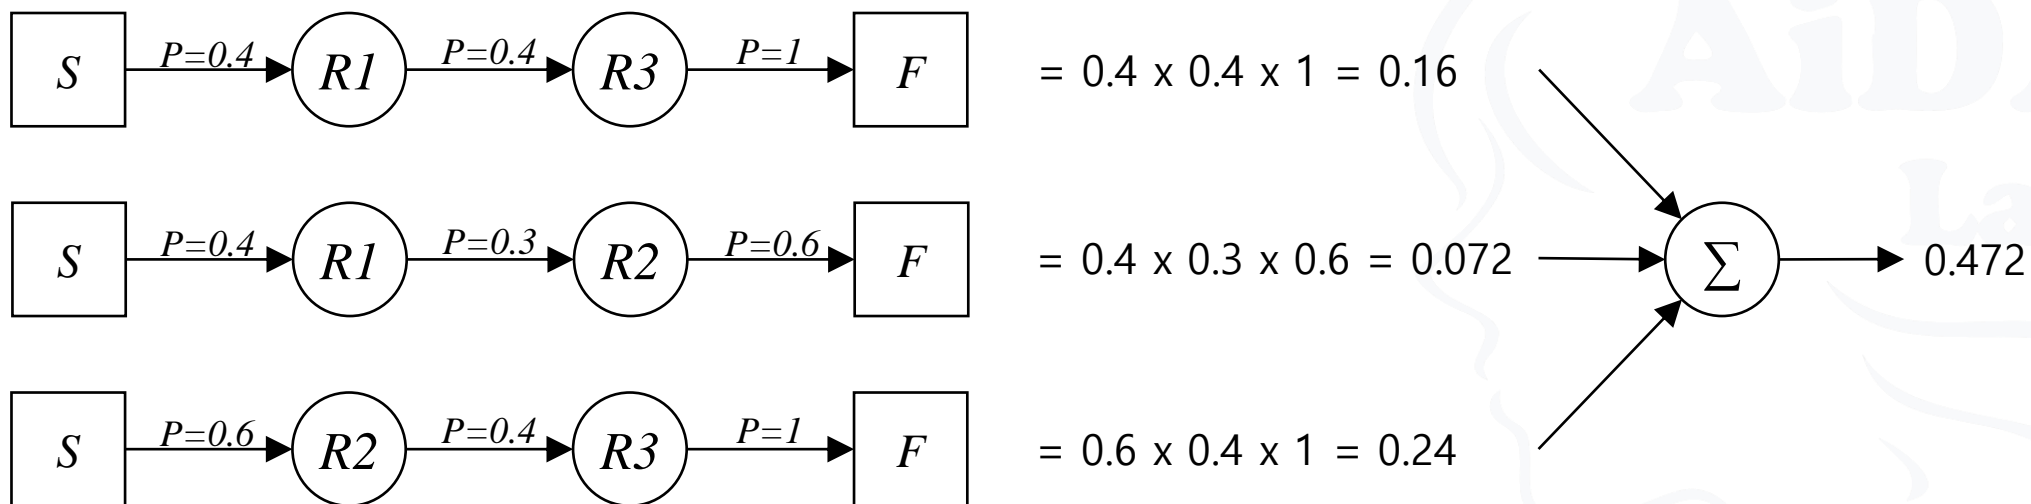 S P=0.4 R1 P=0.4 R3 P=1 F = 0.4 x 0.4 x 1 = 0.16
S P=0.4 R1 P=0.3 R2 P=0.6 F = 0.4 x 0.3 x 0.6 = 0.072 ∑ 0.472
S P=0.6 R2 P=0.4 R3 P=1 F = 0.6 x 0.4 x 1 = 0.24
AiD
La